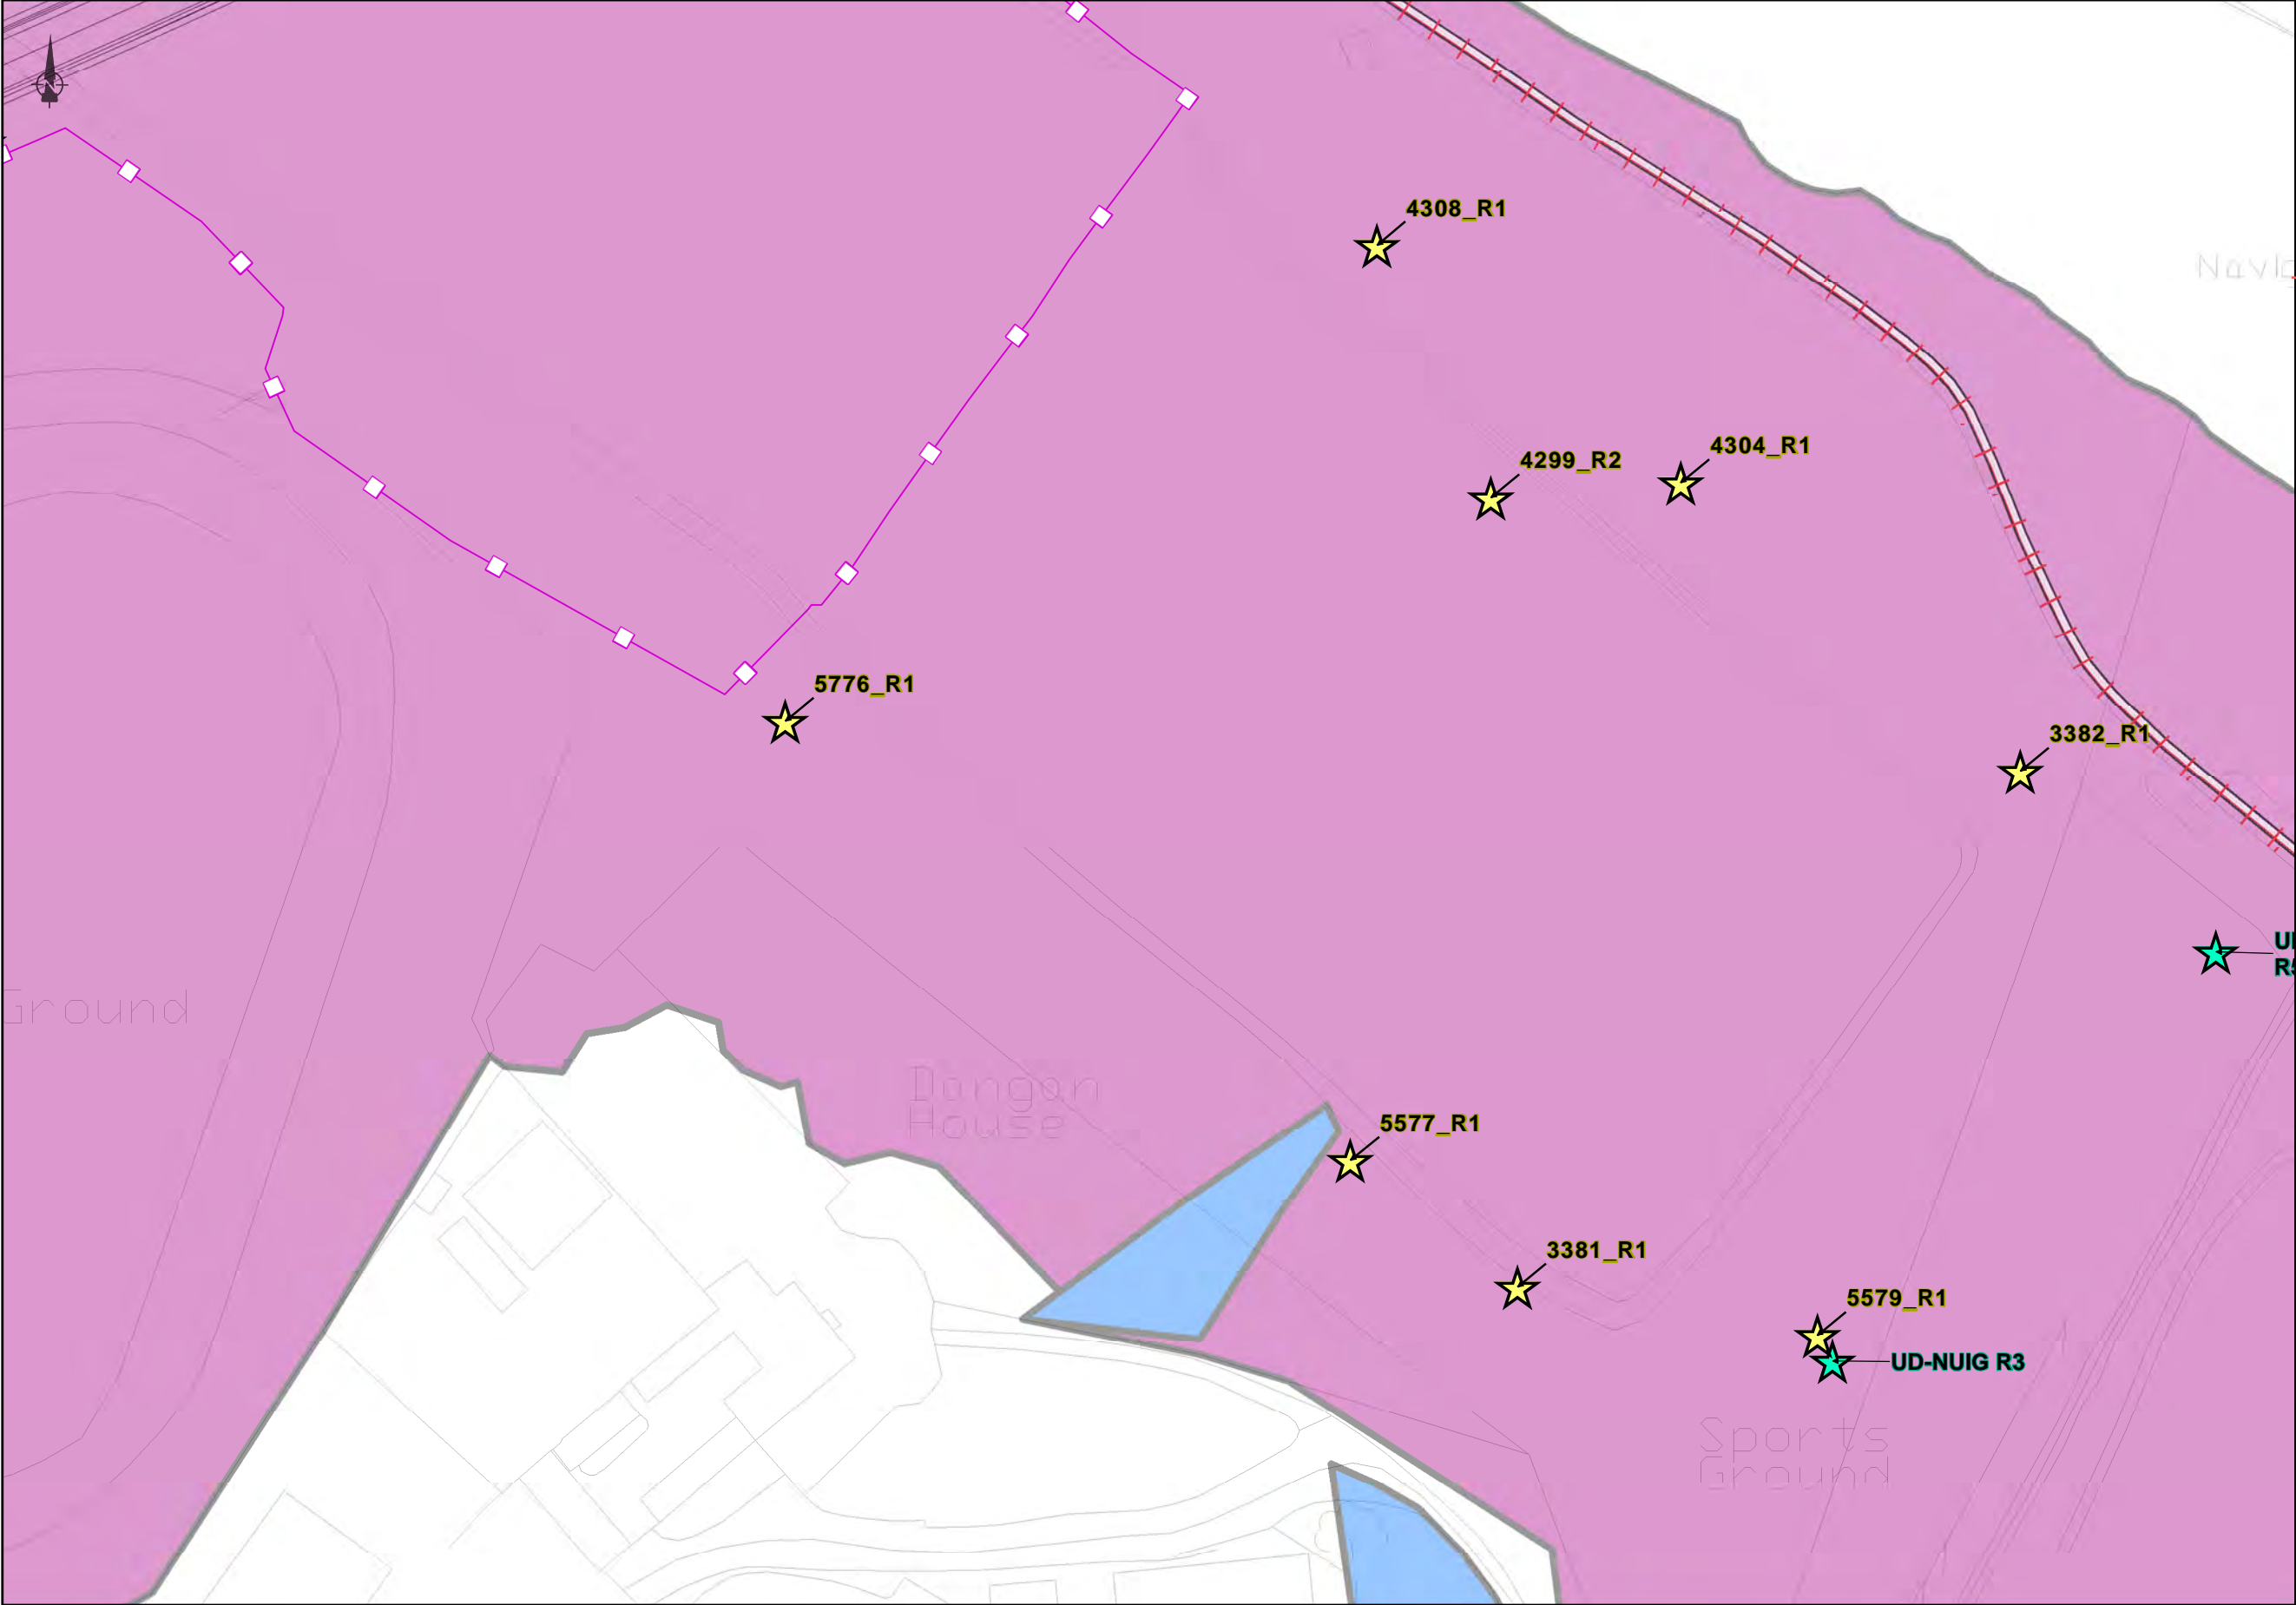 4308_R1
4304_R1
4299_R2
5776_R1
3382_R1
Ground
Dangan
House
5577_R1
3381_R1
5579_R1
UD-NUIG R3
Sports
Ground